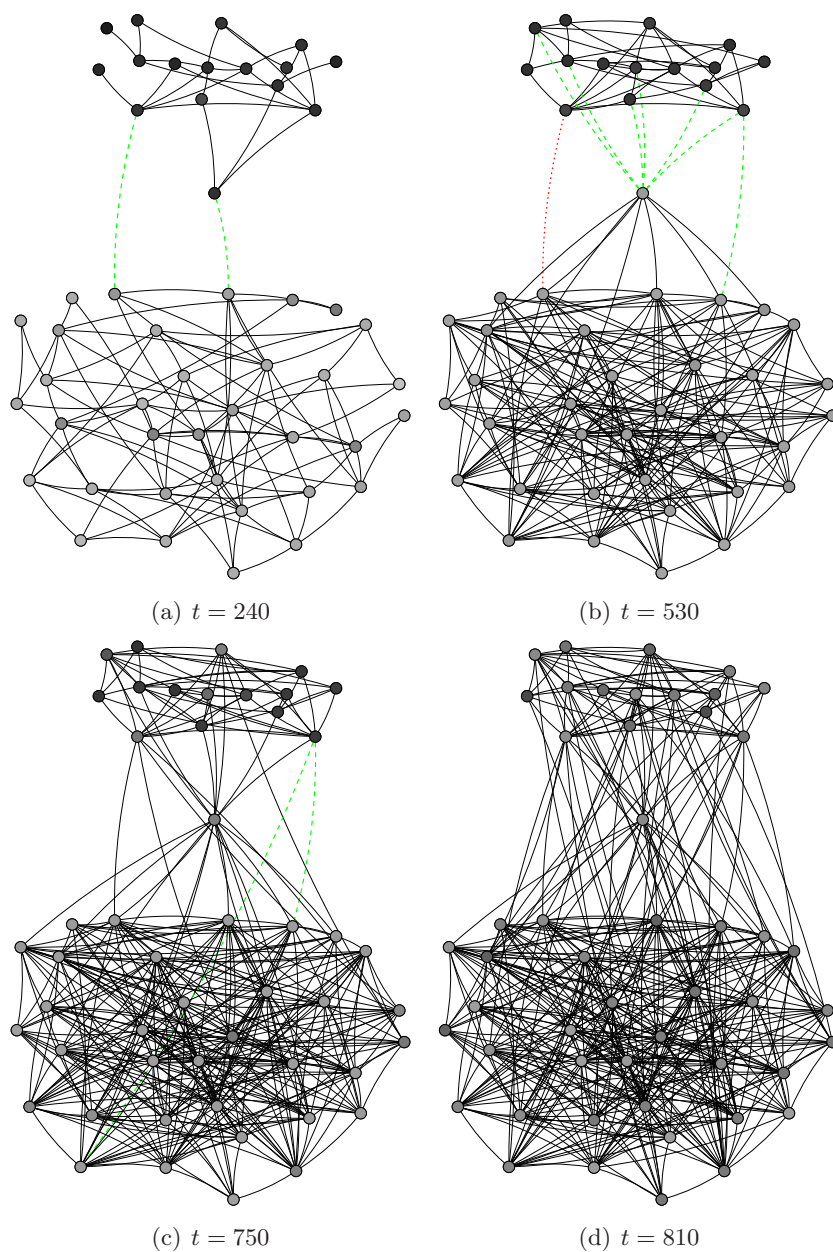 (a) t = 240
(b) t = 530
(c) t = 750
(d) t = 810